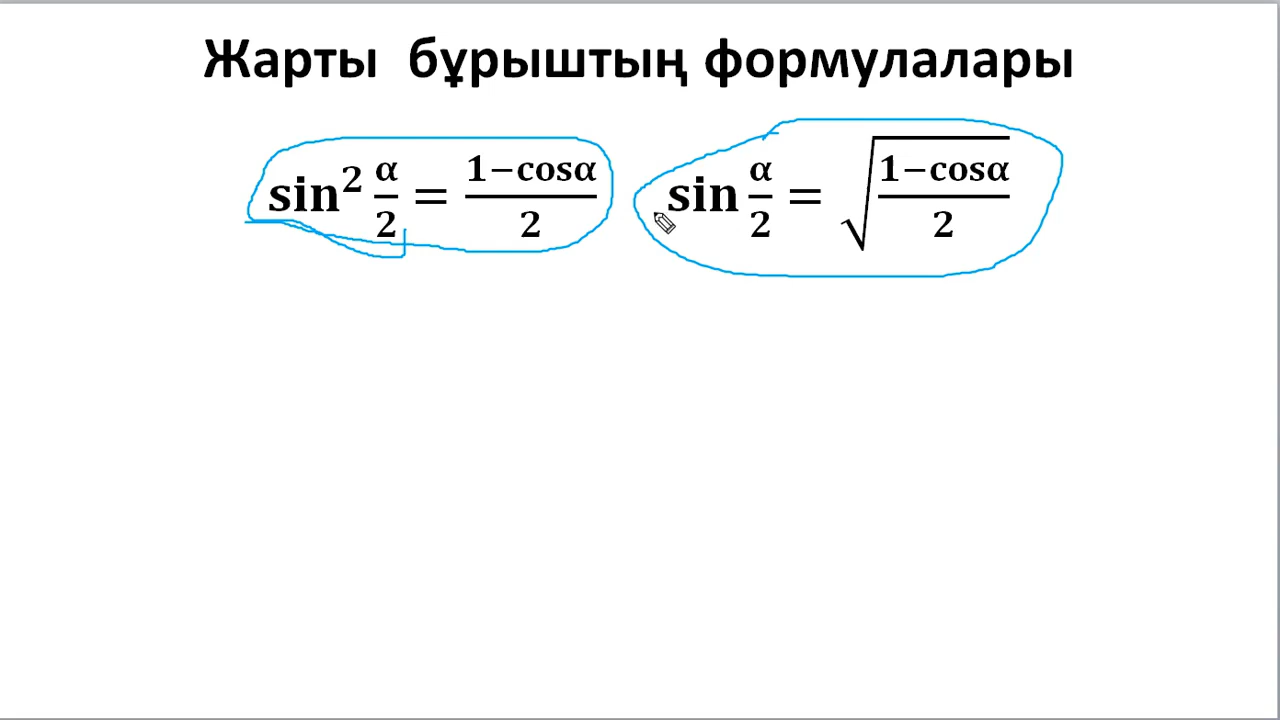 Жарты бұрыштың формулалары
sin² α/2 = 1−cosα/2 sin α/2 = √1−cosα/2